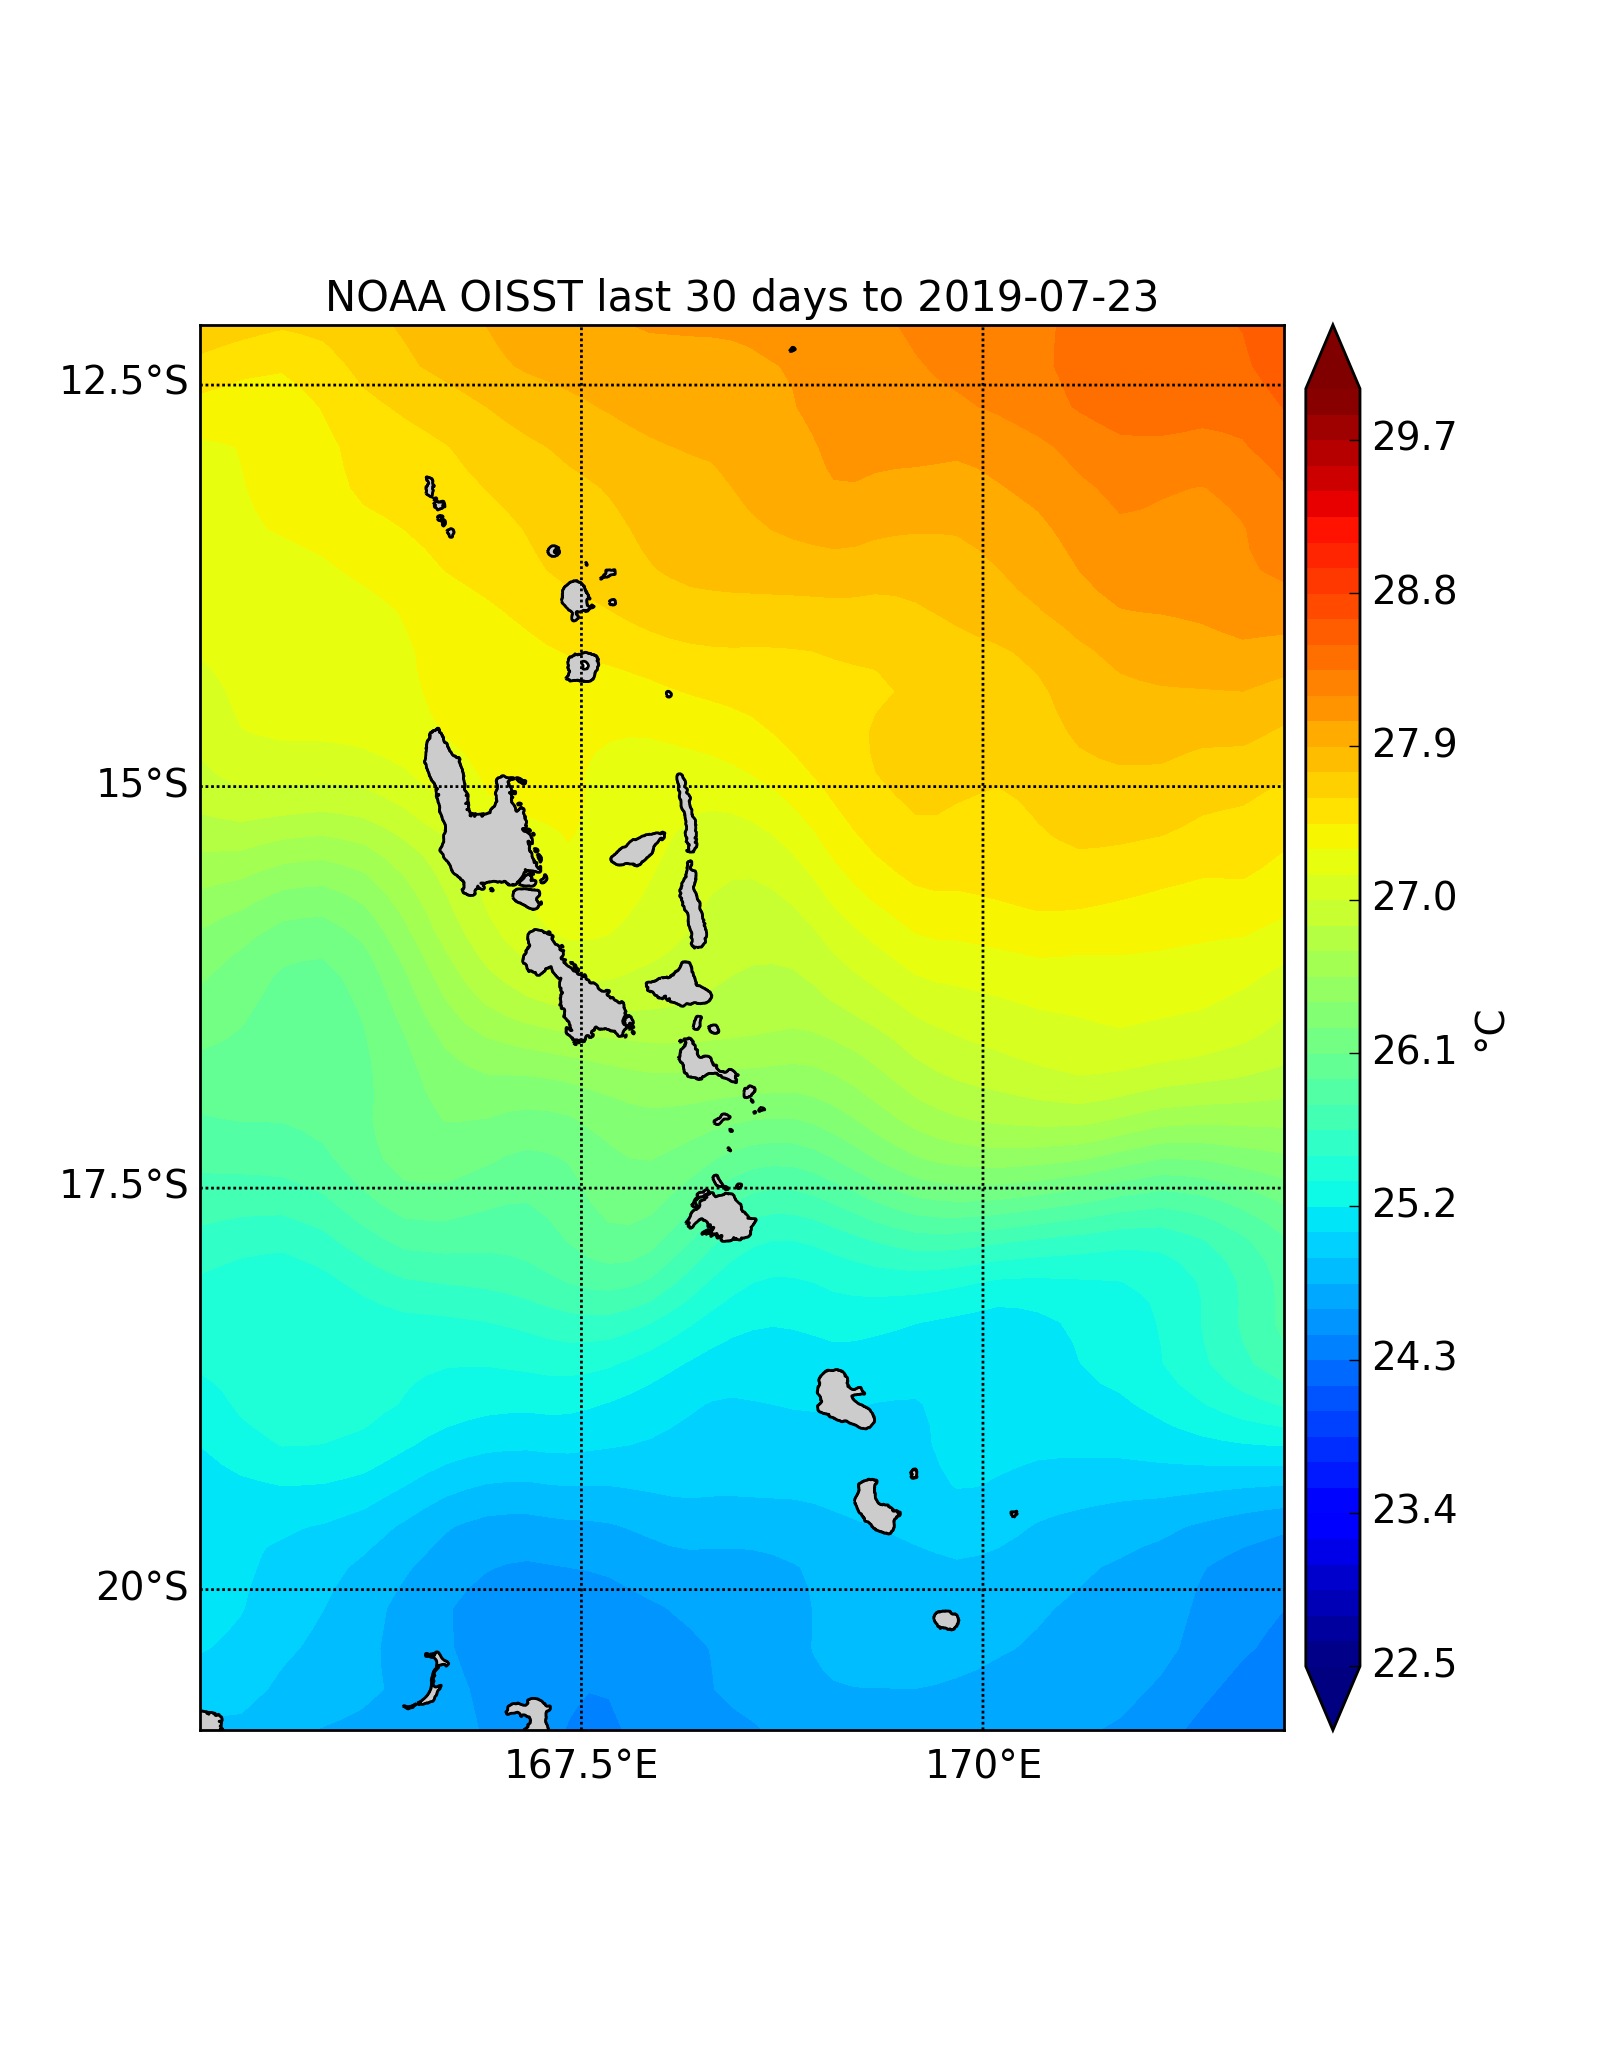 NOAA OISST last 30 days to 2019-07-23
12.5°S
15°S
17.5°S
20°S
167.5°E
170°E
29.7
28.8
27.9
27.0
26.1
25.2
24.3
23.4
22.5
°C